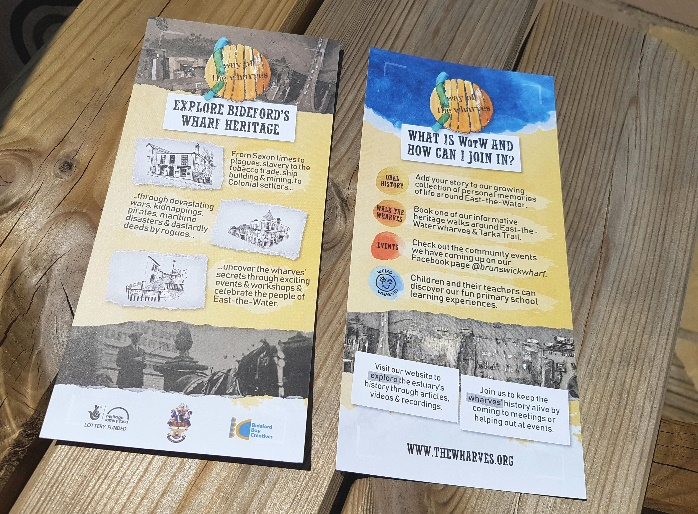 way of
the wharves
EXPLORE BIDEFORD'S
WHARF HERITAGE
From Saxon times to
plagues, slavery to the
tobacco trade, ship
building & mining, to
Colonial settlers...
...through devastating
wars, kidnappings,
pirates, maritime
disasters & dastardly
deeds by rogues...
...uncover the wharves'
secrets through exciting
events & workshops &
celebrate the people of
East-the-Water.
Heritage
LOTTERY FUNDED
Bideford
Bay
Creatives
way of
the wharves
WHAT IS WOTW AND
HOW CAN I JOIN IN?
ORAL
HISTORY
Add your story to our growing
collection of personal memories
of life around East-the-Water.
WALK THE
WHARVES
Book one of our informative
heritage walks around East-the-
Water wharves & Tarka Trail.
EVENTS
Check out the community events
we have coming up on our
Facebook page @brunswickwharf.
Children and their teachers can
discover our fun primary school
learning experiences.
Visit our website to
explore the estuary's
history through articles,
videos & recordings.
Join us to keep the
wharves' history alive by
coming to meetings or
helping out at events.
WWW.THEWHARVES.ORG